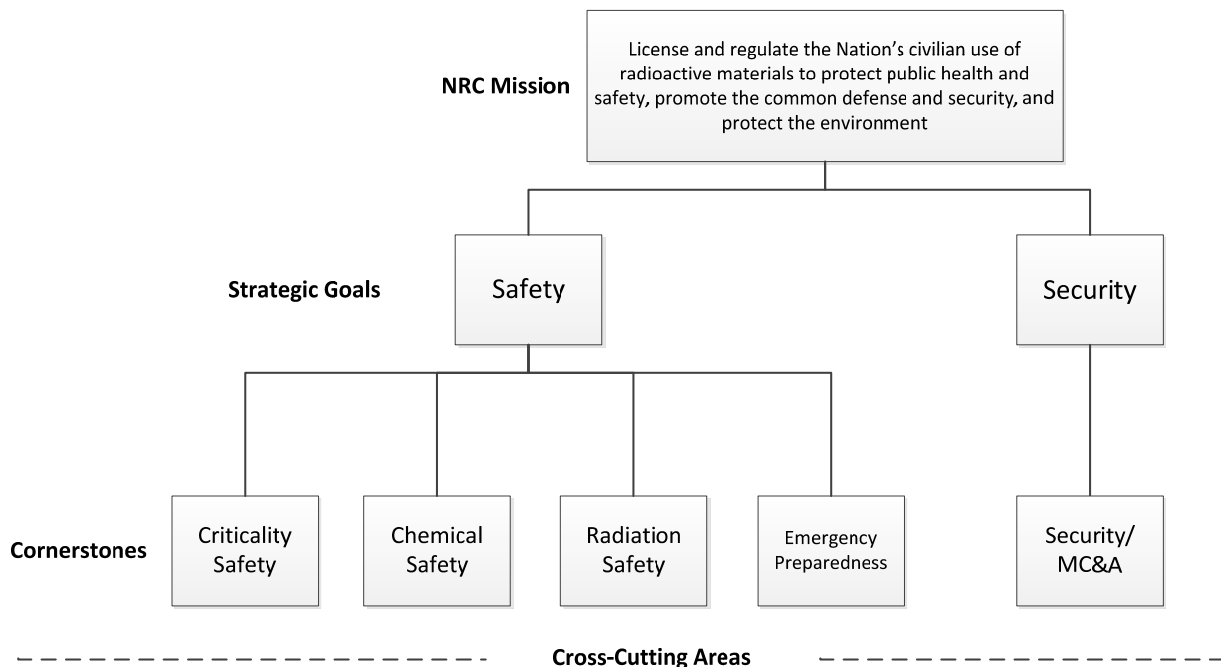 License and regulate the Nation's civilian use of
radioactive materials to protect public health and
safety, promote the common defense and security, and
protect the environment
NRC Mission
Strategic Goals
Safety
Security
Cornerstones
Criticality
Safety
Chemical
Safety
Radiation
Safety
Emergency
Preparedness
Security/
MC&A
Cross-Cutting Areas